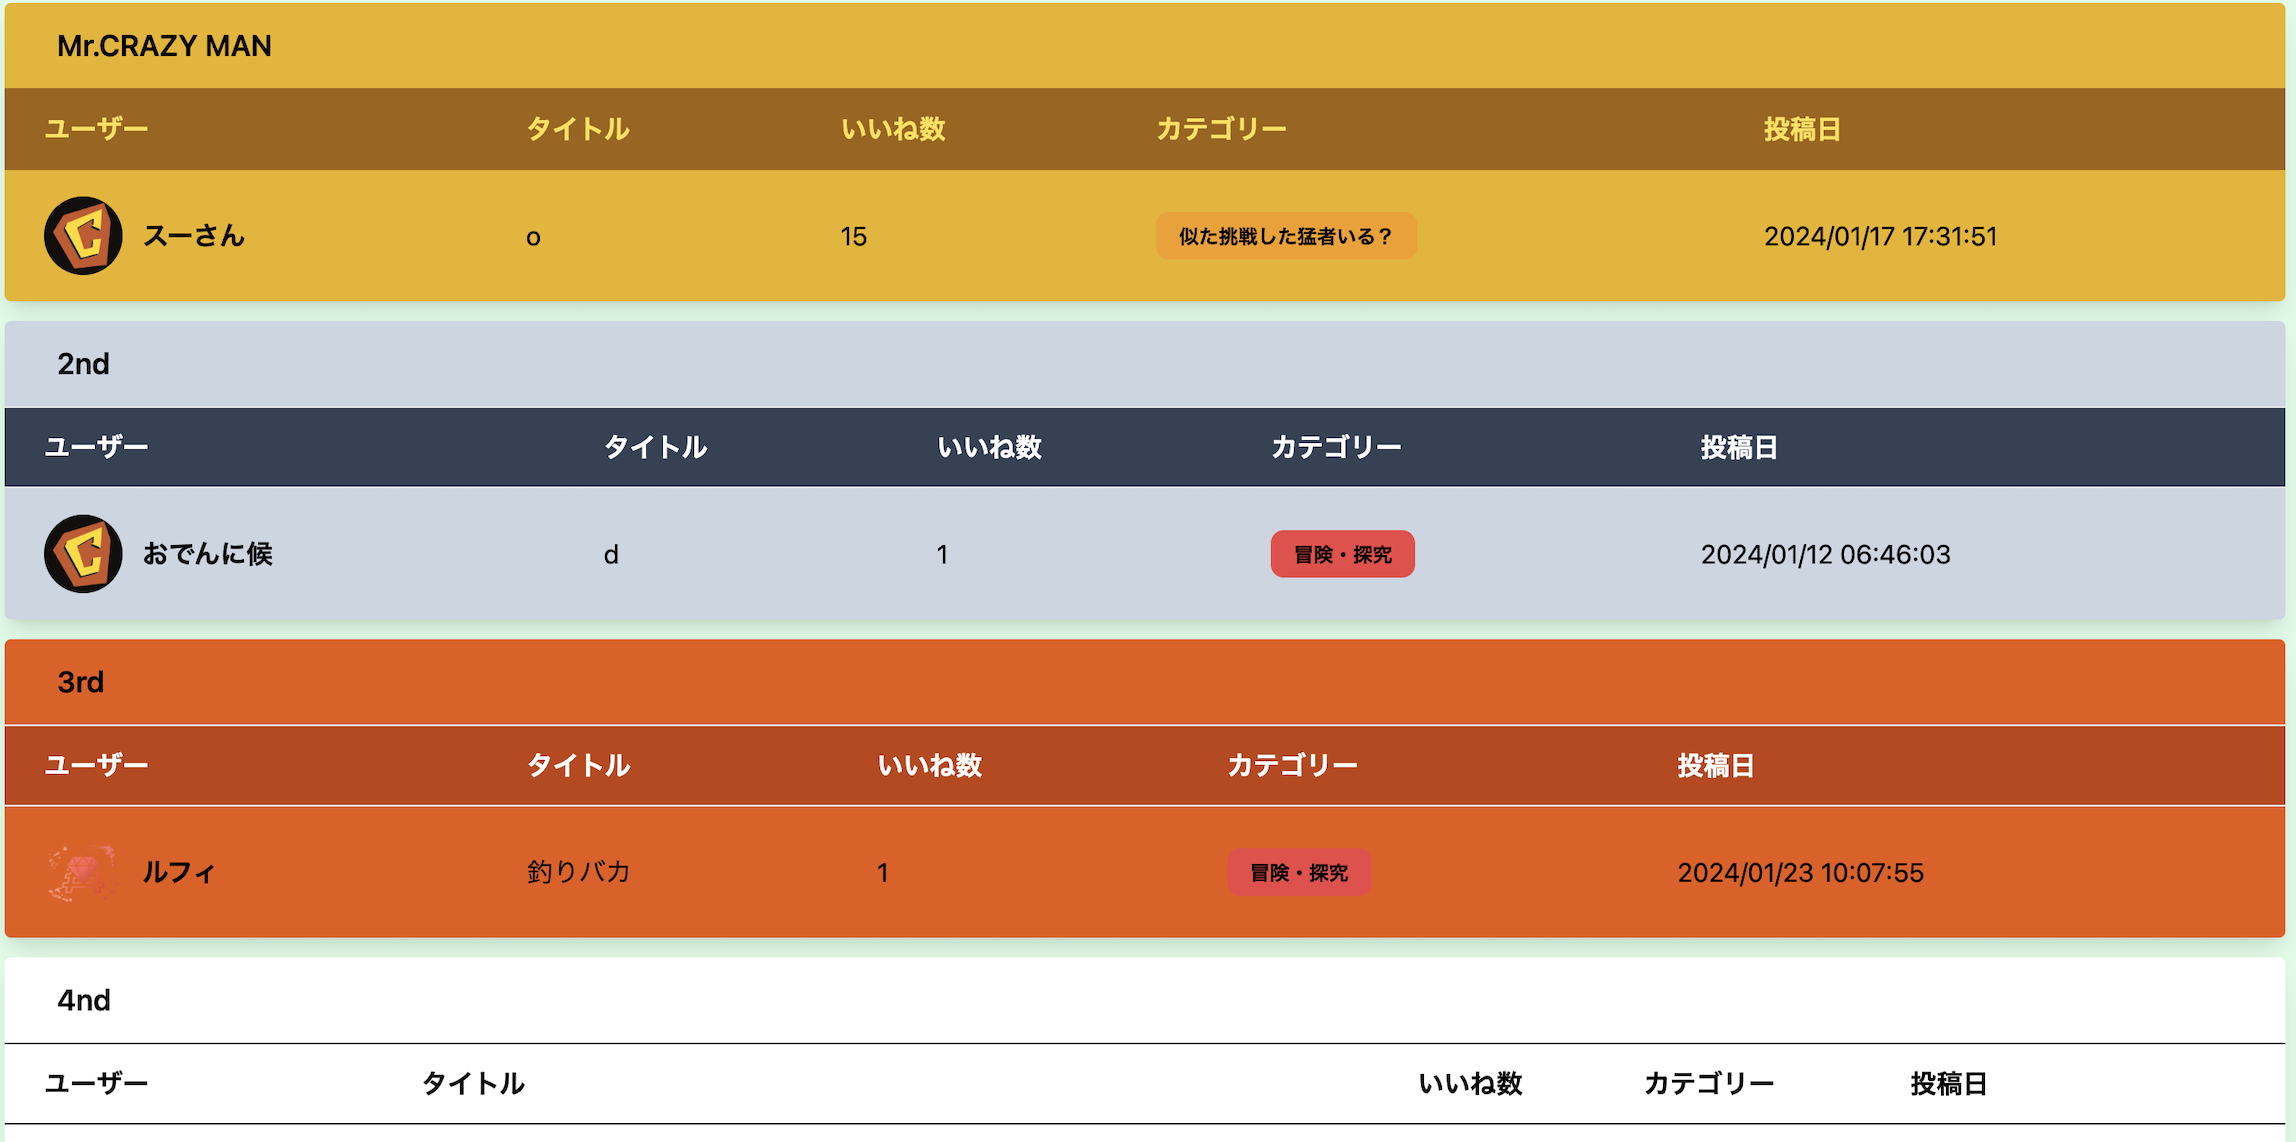 Mr.CRAZY MAN
ユーザー タイトル いいね数 カテゴリー 投稿日
スーさん o 15 似た挑戦した猛者いる？ 2024/01/17 17:31:51
2nd
ユーザー タイトル いいね数 カテゴリー 投稿日
おでんに候 d 1 冒険・探究 2024/01/12 06:46:03
3rd
ユーザー タイトル いいね数 カテゴリー 投稿日
ルフィ 釣りバカ 1 冒険・探究 2024/01/23 10:07:55
4nd
ユーザー タイトル いいね数 カテゴリー 投稿日